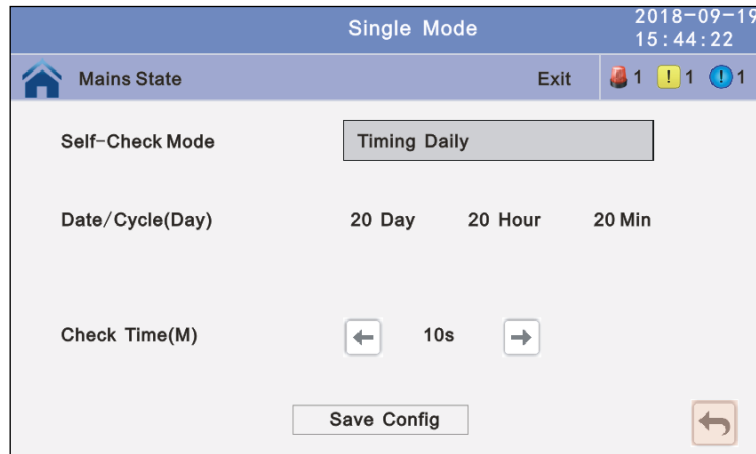 Single Mode
2018-09-19
15:44:22
Mains State Exit 1 ! 1 ! 1
Self-Check Mode Timing Daily
Date/Cycle(Day) 20 Day 20 Hour 20 Min
Check Time(M) 10s
Save Config